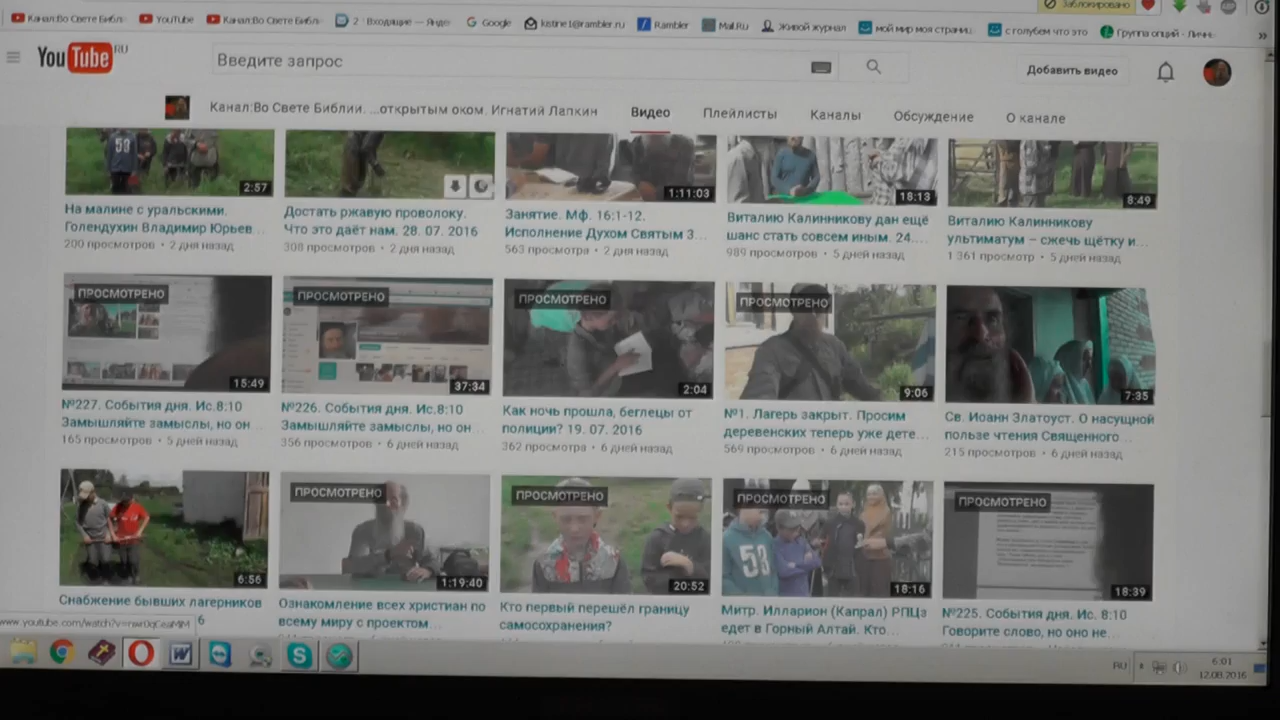 Канал:Во Свете Библ
YouTube
Канал:Во Свете Библ
2 Входящие — Янде
Google
Rambler
Mail.Ru
Живой журнал
мой мир моя страниц
с голубем что это
Группа опций - Личн
Заблокировано
YouTube RU
Введите запрос
Добавить видео
Канал:Во Свете Библии. ...открытым оком. Игнатий Лапкин
Видео
Плейлисты
Каналы
Обсуждение
О канале
53
2:57
1:11:03
18:13
8:49
На малине с уральскими.
Голендухин Владимир Юрьев...
200 просмотров • 2 дня назад
Достать ржавую проволоку.
Что это даёт нам. 28. 07. 2016
308 просмотров • 2 дня назад
Занятие. Мф. 16:1-12.
Исполнение Духом Святым 3...
563 просмотра • 2 дня назад
Виталию Калинникову дан ещё
шанс стать совсем иным. 24....
989 просмотров • 5 дней назад
Виталию Калинникову
ультиматум – сжечь щётку и...
1 361 просмотр • 5 дней назад
ПРОСМОТРЕНО
15:49
ПРОСМОТРЕНО
37:34
ПРОСМОТРЕНО
2:04
ПРОСМОТРЕНО
9:06
7:35
№227. События дня. Ис.8:10
Замышляйте замыслы, но он...
165 просмотров • 5 дней назад
№226. События дня. Ис.8:10
Замышляйте замыслы, но он...
356 просмотров • 6 дней назад
Как ночь прошла, беглецы от
полиции? 19. 07. 2016
362 просмотра • 6 дней назад
№1. Лагерь закрыт. Просим
деревенских теперь уже дете...
569 просмотров • 6 дней назад
Св. Иоанн Златоуст. О насущной
пользе чтения Священного...
215 просмотров • 6 дней назад
6:56
ПРОСМОТРЕНО
1:19:40
ПРОСМОТРЕНО
20:52
ПРОСМОТРЕНО
53
18:16
ПРОСМОТРЕНО
18:39
Снабжение бывших лагерников
6
Ознакомление всех христиан по
всему миру с проектом...
Кто первый перешёл границу
самосохранения?
Митр. Илларион (Капрал) РПЦз
едет в Горный Алтай. Кто...
№225. События дня. Ис. 8:10
Говорите слово, но оно не...
RU
6:01
12.08.2016